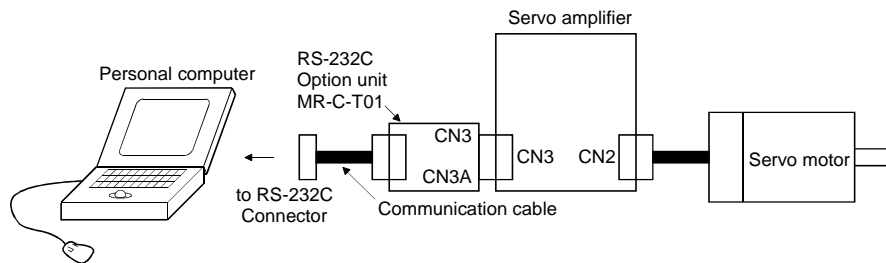 Servo amplifier
RS-232C
Option unit
MR-C-T01
Personal computer
CN3
CN3A
CN3
CN2
Servo motor
to RS-232C
Connector
Communication cable